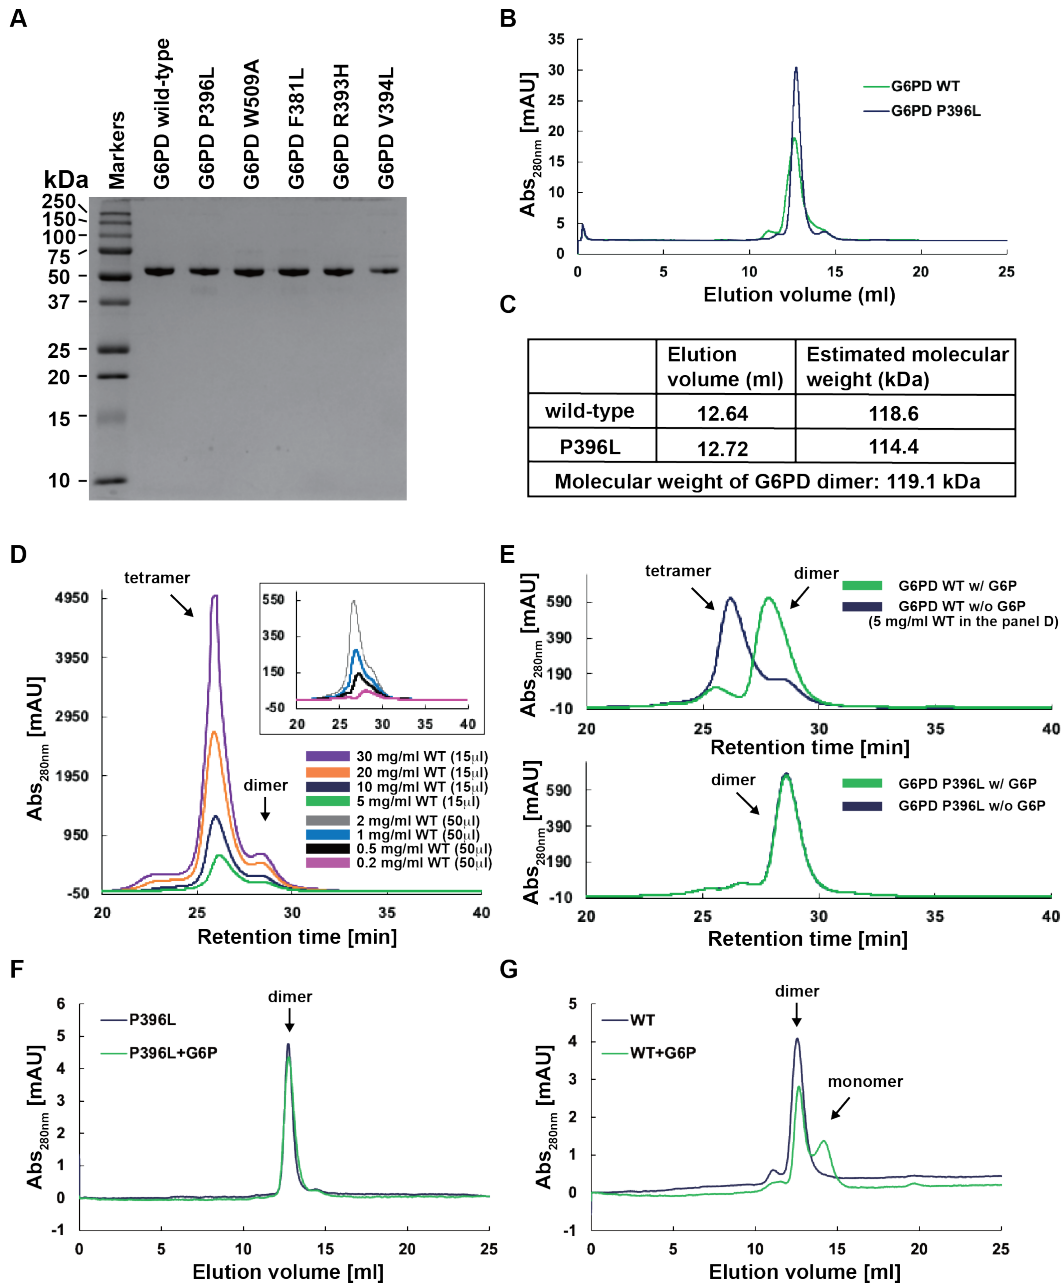 A
Markers
G6PD wild-type
G6PD P396L
G6PD W509A
G6PD F381L
G6PD R393H
G6PD V394L
kDa
250
150
100
75
50
37
25
20
15
10
B
Abs280nm [mAU]
35
30
25
20
15
10
5
0
0 5 10 15 20 25
Elution volume (ml)
G6PD WT
G6PD P396L
C
Elution volume (ml)
Estimated molecular weight (kDa)
wild-type 12.64 118.6
P396L 12.72 114.4
Molecular weight of G6PD dimer: 119.1 kDa
D
tetramer
dimer
Abs280nm [mAU]
4950
3950
2950
1950
950
-50
20 25 30 35 40
Retention time [min]
550
350
150
-50
20 25 30 35 40
30 mg/ml WT (15μl)
20 mg/ml WT (15μl)
10 mg/ml WT (15μl)
5 mg/ml WT (15μl)
2 mg/ml WT (50μl)
1 mg/ml WT (50μl)
0.5 mg/ml WT (50μl)
0.2 mg/ml WT (50μl)
E
tetramer
dimer
G6PD WT w/ G6P
G6PD WT w/o G6P
(5 mg/ml WT in the panel D)
Abs280nm [mAU]
590
390
190
-10
20 25 30 35 40
Retention time [min]
dimer
G6PD P396L w/ G6P
G6PD P396L w/o G6P
Abs280nm [mAU]
590
390
190
-10
20 25 30 35 40
Retention time [min]
F
dimer
P396L
P396L+G6P
Abs280nm [mAU]
6
5
4
3
2
1
0
-1
0 5 10 15 20 25
Elution volume [ml]
G
dimer
monomer
WT
WT+G6P
Abs280nm [mAU]
5
4
3
2
1
0
-1
0 5 10 15 20 25
Elution volume [ml]